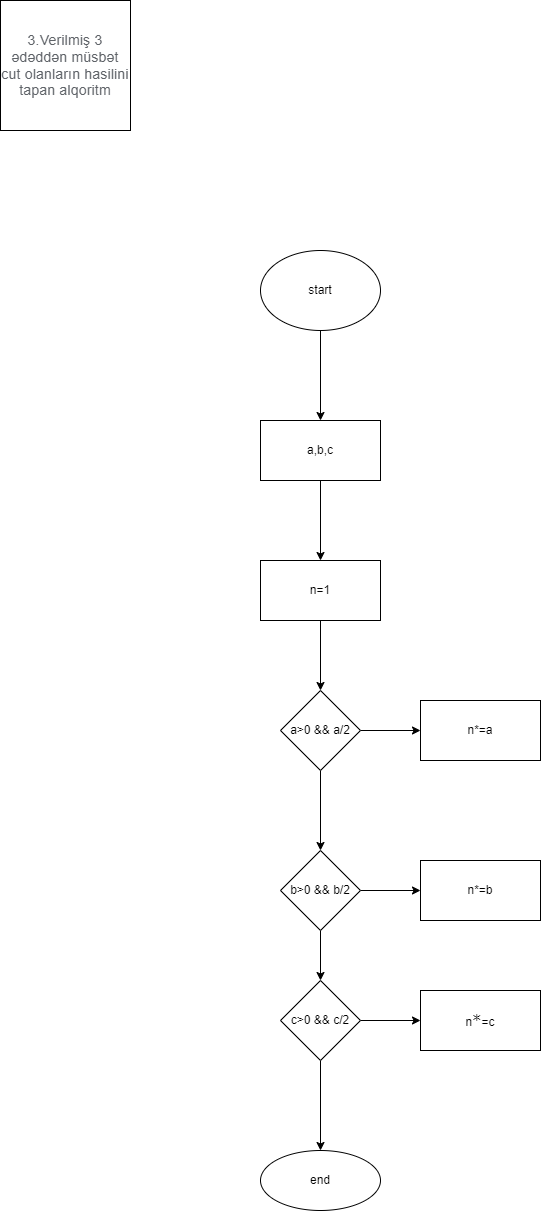 3.Verilmiş 3
ədəddən müsbət
cut olanların hasilini
tapan alqoritm
start
a,b,c
n=1
a>0 && a/2
n*=a
b>0 && b/2
n*=b
c>0 && c/2
n*=c
end